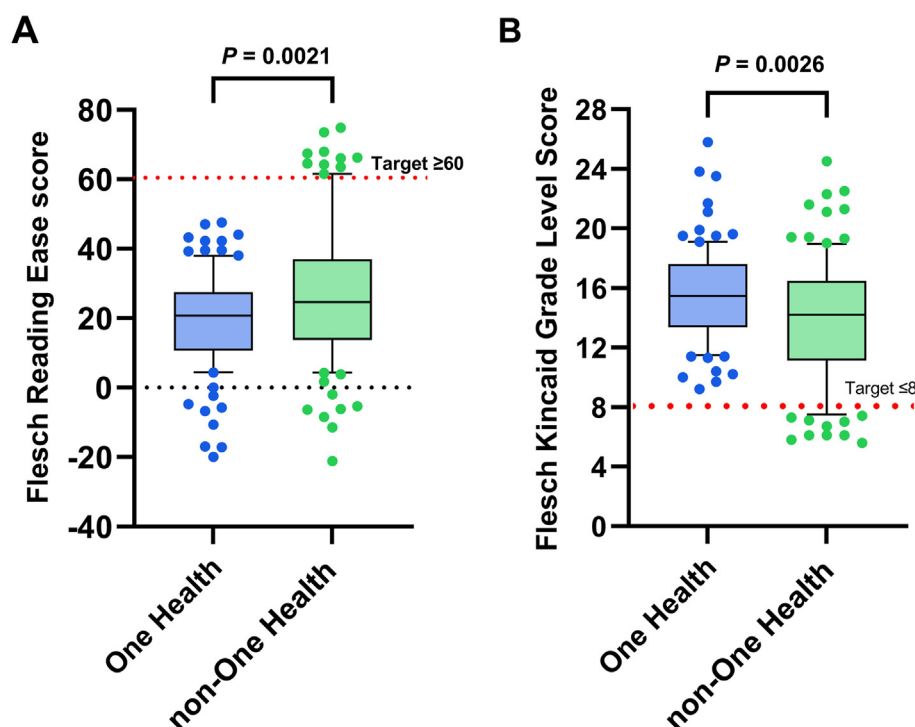 A
P = 0.0021
Flesch Reading Ease score
80
60
40
20
0
-20
-40
Target ≥60
One Health
non-One Health
B
P = 0.0026
Flesch Kincaid Grade Level Score
28
24
20
16
12
8
4
0
Target ≤8
One Health
non-One Health